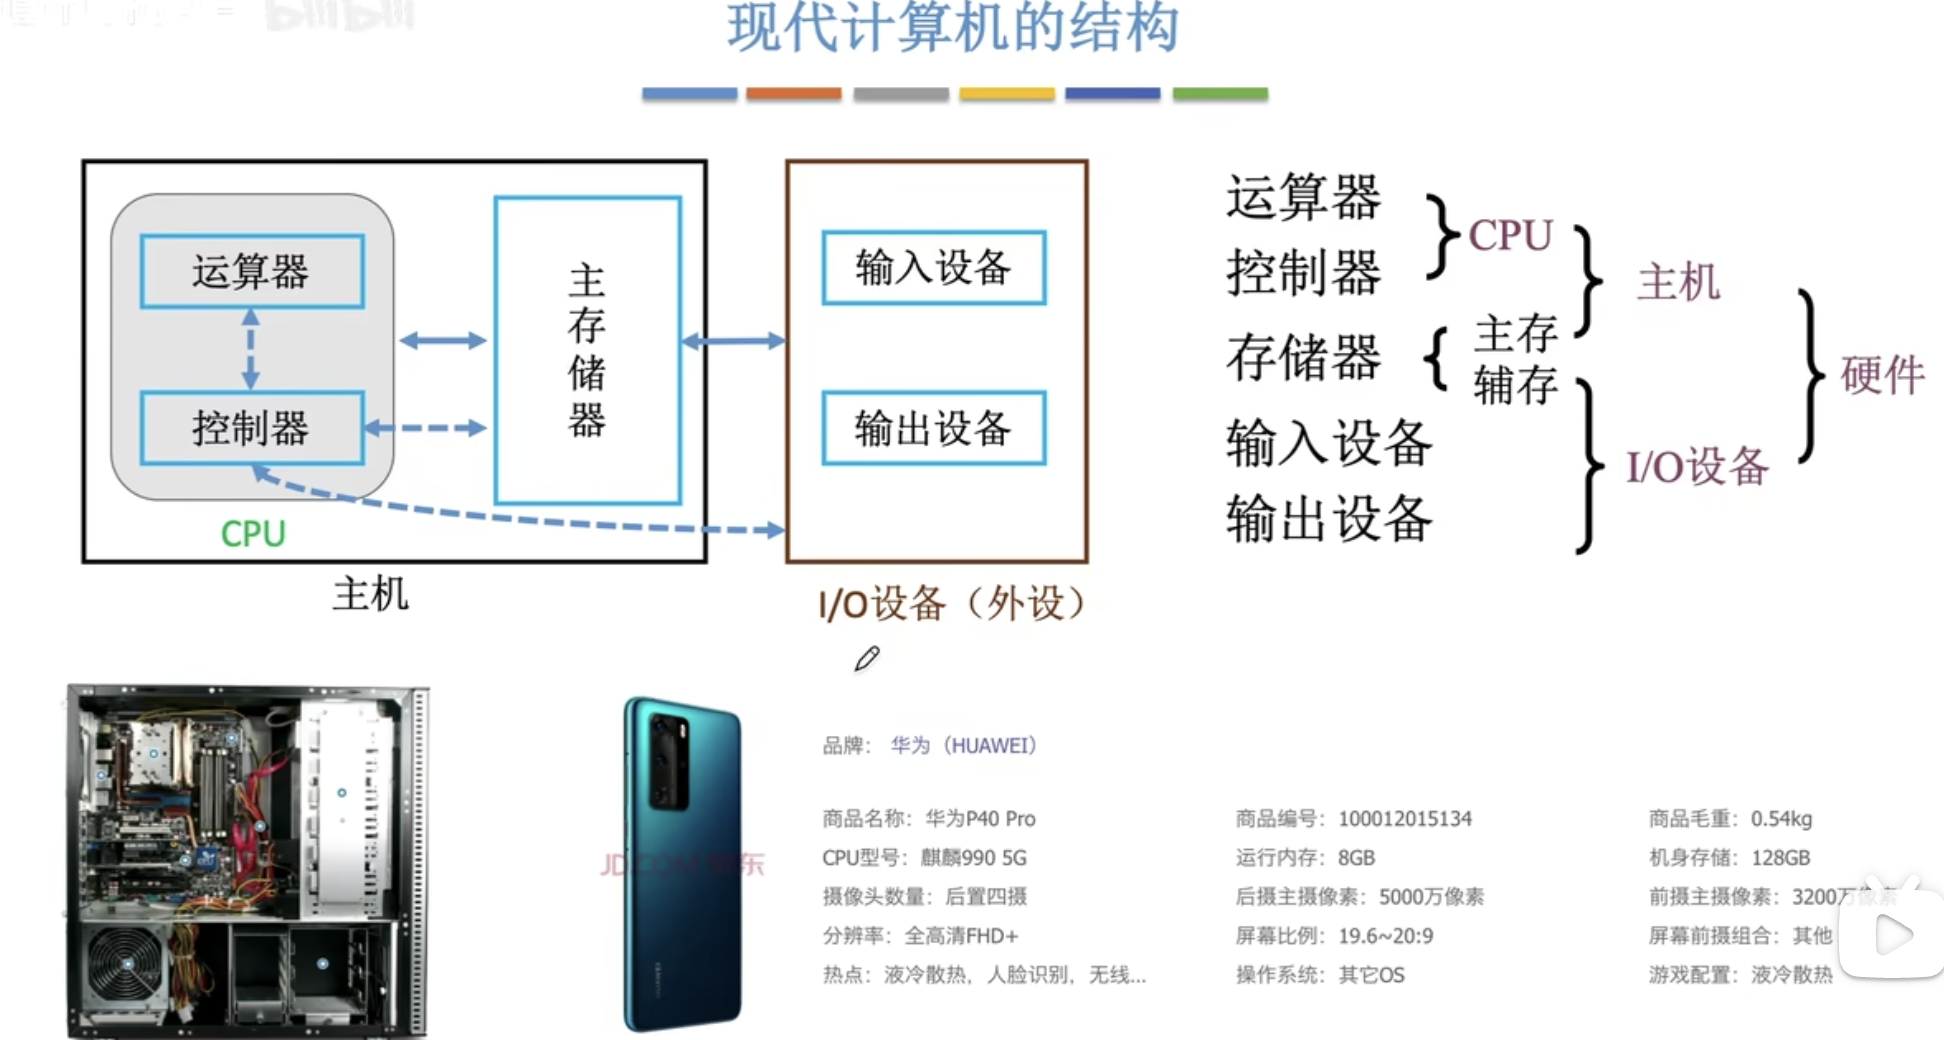 bilibili
现代计算机的结构
运算器
控制器
CPU
主存储器
主机
输入设备
输出设备
I/O设备（外设）
运算器
控制器
存储器
输入设备
输出设备
CPU
主存
辅存
主机
I/O设备
硬件
JD.COM 京东
品牌： 华为（HUAWEI）
商品名称：华为P40 Pro
商品编号：100012015134
商品毛重：0.54kg
CPU型号：麒麟990 5G
运行内存：8GB
机身存储：128GB
摄像头数量：后置四摄
后摄主摄像素：5000万像素
前摄主摄像素：3200万像素
分辨率：全高清FHD+
屏幕比例：19.6~20:9
屏幕前摄组合：其他
热点：液冷散热，人脸识别，无线...
操作系统：其它OS
游戏配置：液冷散热